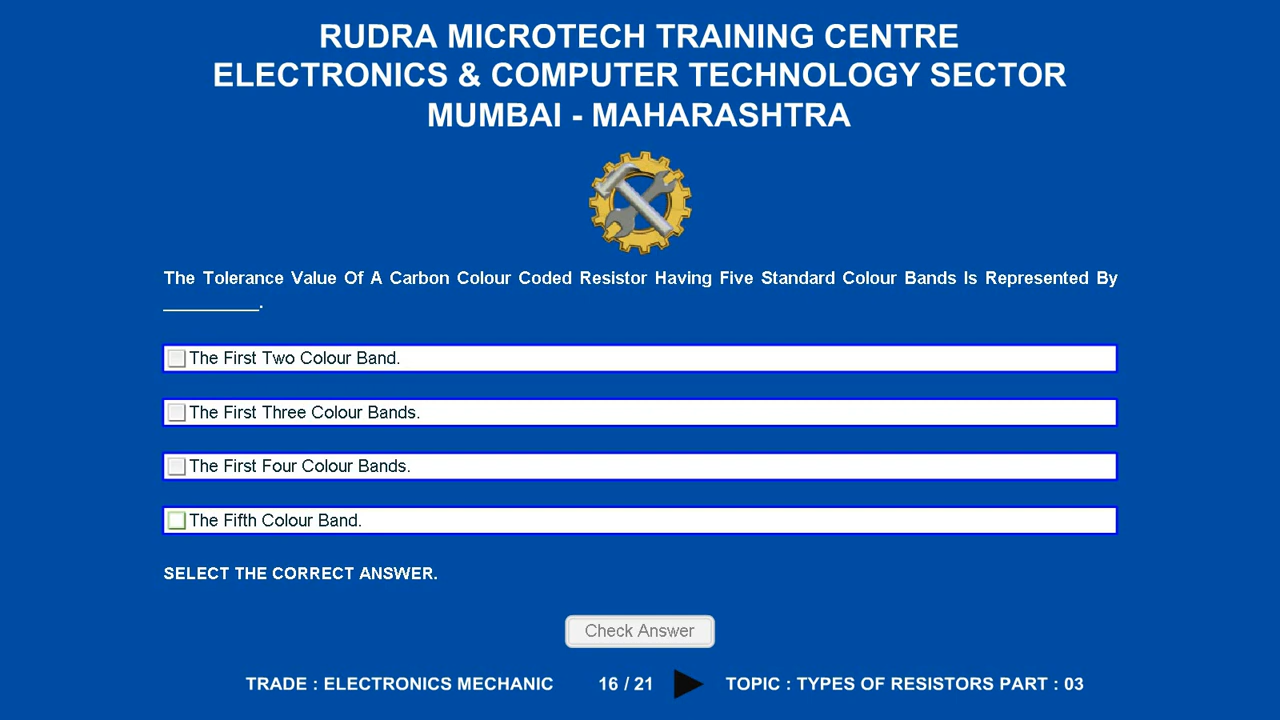 RUDRA MICROTECH TRAINING CENTRE
ELECTRONICS & COMPUTER TECHNOLOGY SECTOR
MUMBAI - MAHARASHTRA
The Tolerance Value Of A Carbon Colour Coded Resistor Having Five Standard Colour Bands Is Represented By
__________.
The First Two Colour Band.
The First Three Colour Bands.
The First Four Colour Bands.
The Fifth Colour Band.
SELECT THE CORRECT ANSWER.
Check Answer
TRADE : ELECTRONICS MECHANIC 16 / 21 TOPIC : TYPES OF RESISTORS PART : 03